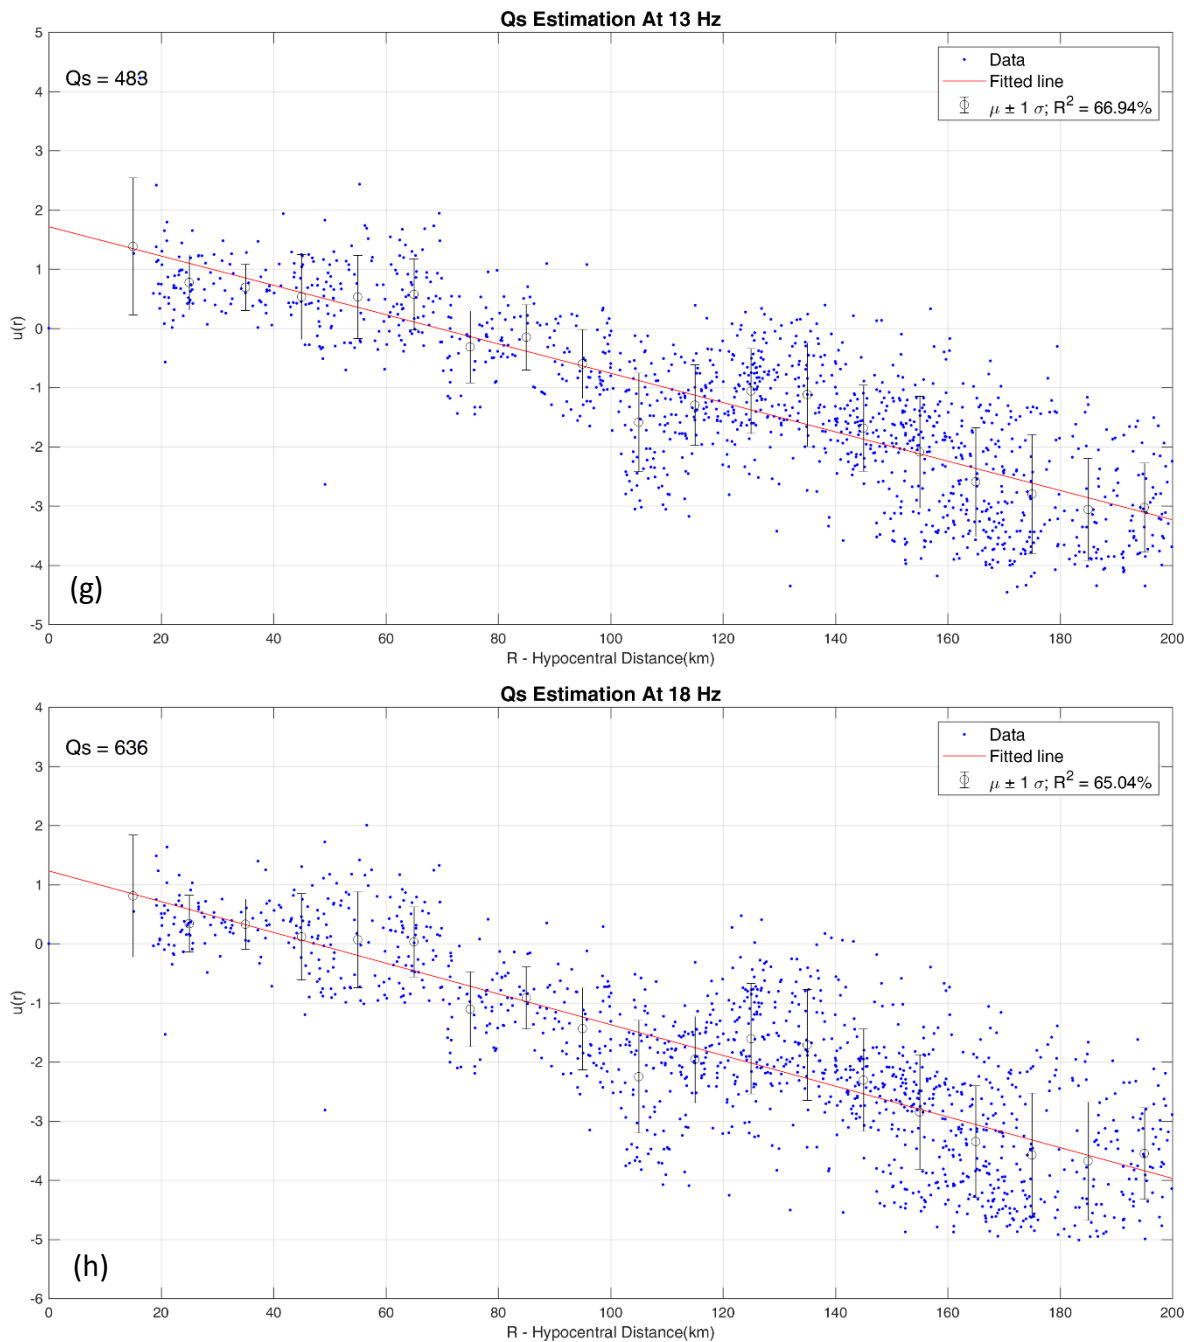 Qs Estimation At 13 Hz
Qs = 483
Data
Fitted line
μ ± 1 σ; R² = 66.94%
5
4
3
2
1
0
-1
-2
-3
-4
-5
u(r)
(g)
0 20 40 60 80 100 120 140 160 180 200
R - Hypocentral Distance(km)
Qs Estimation At 18 Hz
Qs = 636
Data
Fitted line
μ ± 1 σ; R² = 65.04%
4
3
2
1
0
-1
-2
-3
-4
-5
-6
u(r)
(h)
0 20 40 60 80 100 120 140 160 180 200
R - Hypocentral Distance(km)